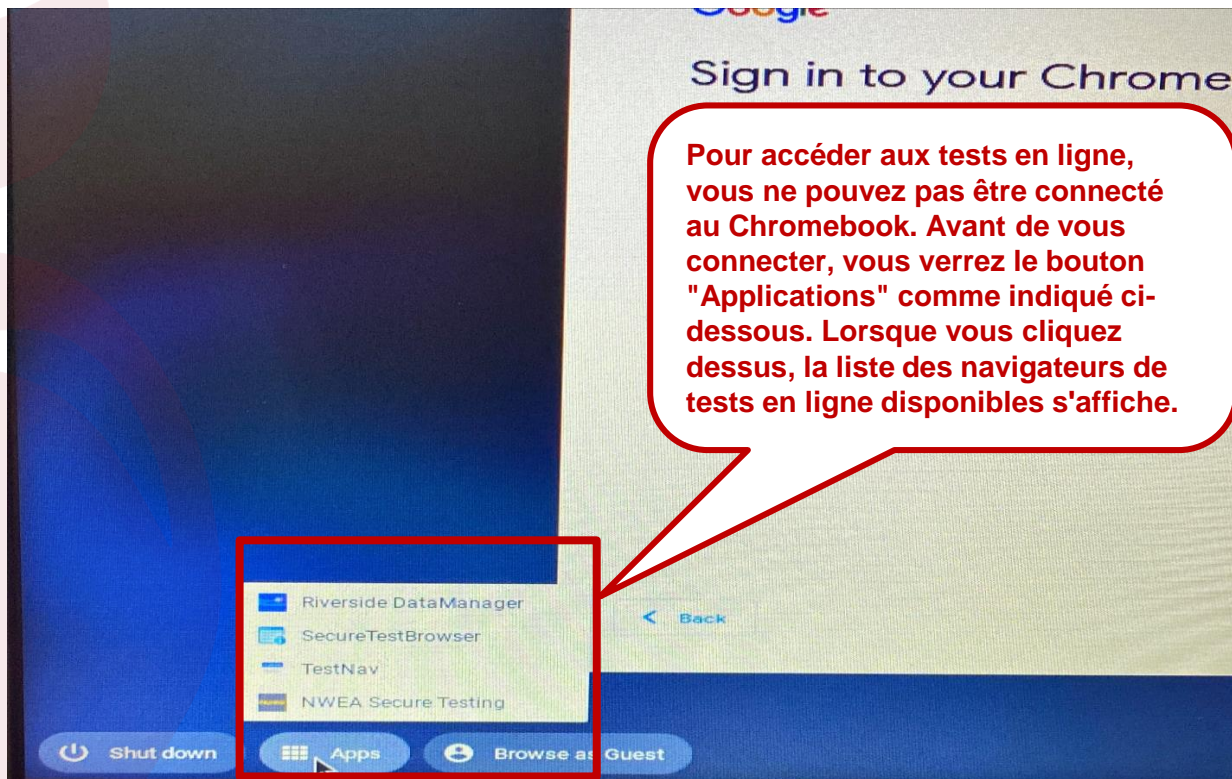 Google
Sign in to your Chrome
Pour accéder aux tests en ligne,
vous ne pouvez pas être connecté
au Chromebook. Avant de vous
connecter, vous verrez le bouton
"Applications" comme indiqué ci-
dessous. Lorsque vous cliquez
dessus, la liste des navigateurs de
tests en ligne disponibles s'affiche.
Riverside DataManager
SecureTestBrowser
TestNav
NWEA Secure Testing
Back
Shut down
Apps
Browse as Guest